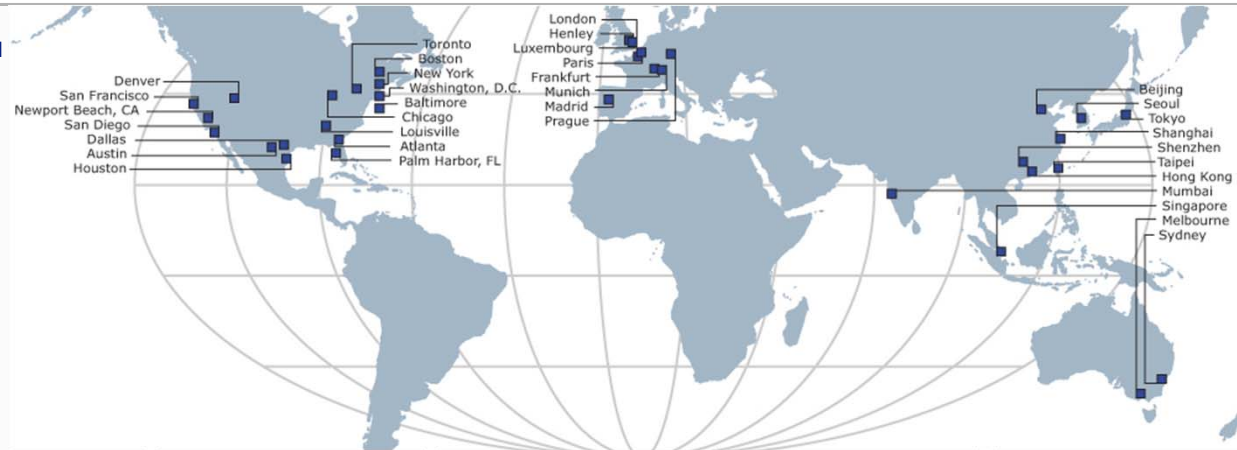 Toronto
Boston
New York
Washington, D.C.
Baltimore
Chicago
Louisville
Atlanta
Palm Harbor, FL
Denver
San Francisco
Newport Beach, CA
San Diego
Dallas
Austin
Houston
London
Henley
Luxembourg
Paris
Frankfurt
Munich
Madrid
Prague
Beijing
Seoul
Tokyo
Shanghai
Shenzhen
Taipei
Hong Kong
Mumbai
Singapore
Melbourne
Sydney